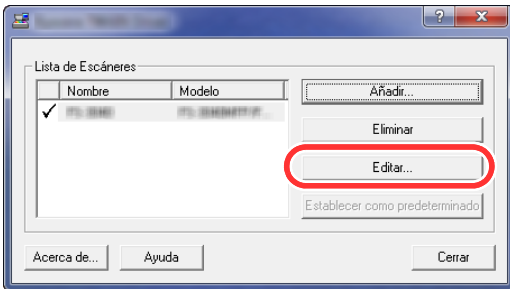 Lista de Escáneres
Nombre Modelo
Añadir...
Eliminar
Editar...
Establecer como predeterminado
Acerca de... Ayuda Cerrar